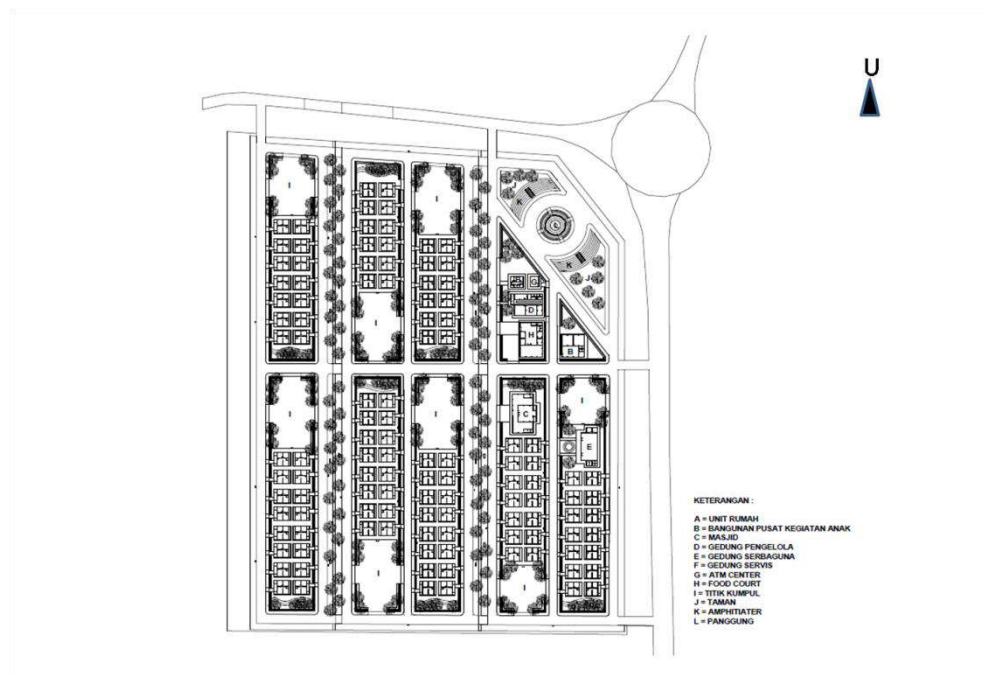 U
I
I
J
K
L
K
J
G
D
H
B
I
I
I
C
I
E
I
I
KETERANGAN :
A = UNIT RUMAH
B = BANGUNAN PUSAT KEGIATAN ANAK
C = MASJID
D = GEDUNG PENGELOLA
E = GEDUNG SERBAGUNA
F = GEDUNG SERVIS
G = ATM CENTER
H = FOOD COURT
I = TITIK KUMPUL
J = TAMAN
K = AMPHITIATER
L = PANGGUNG